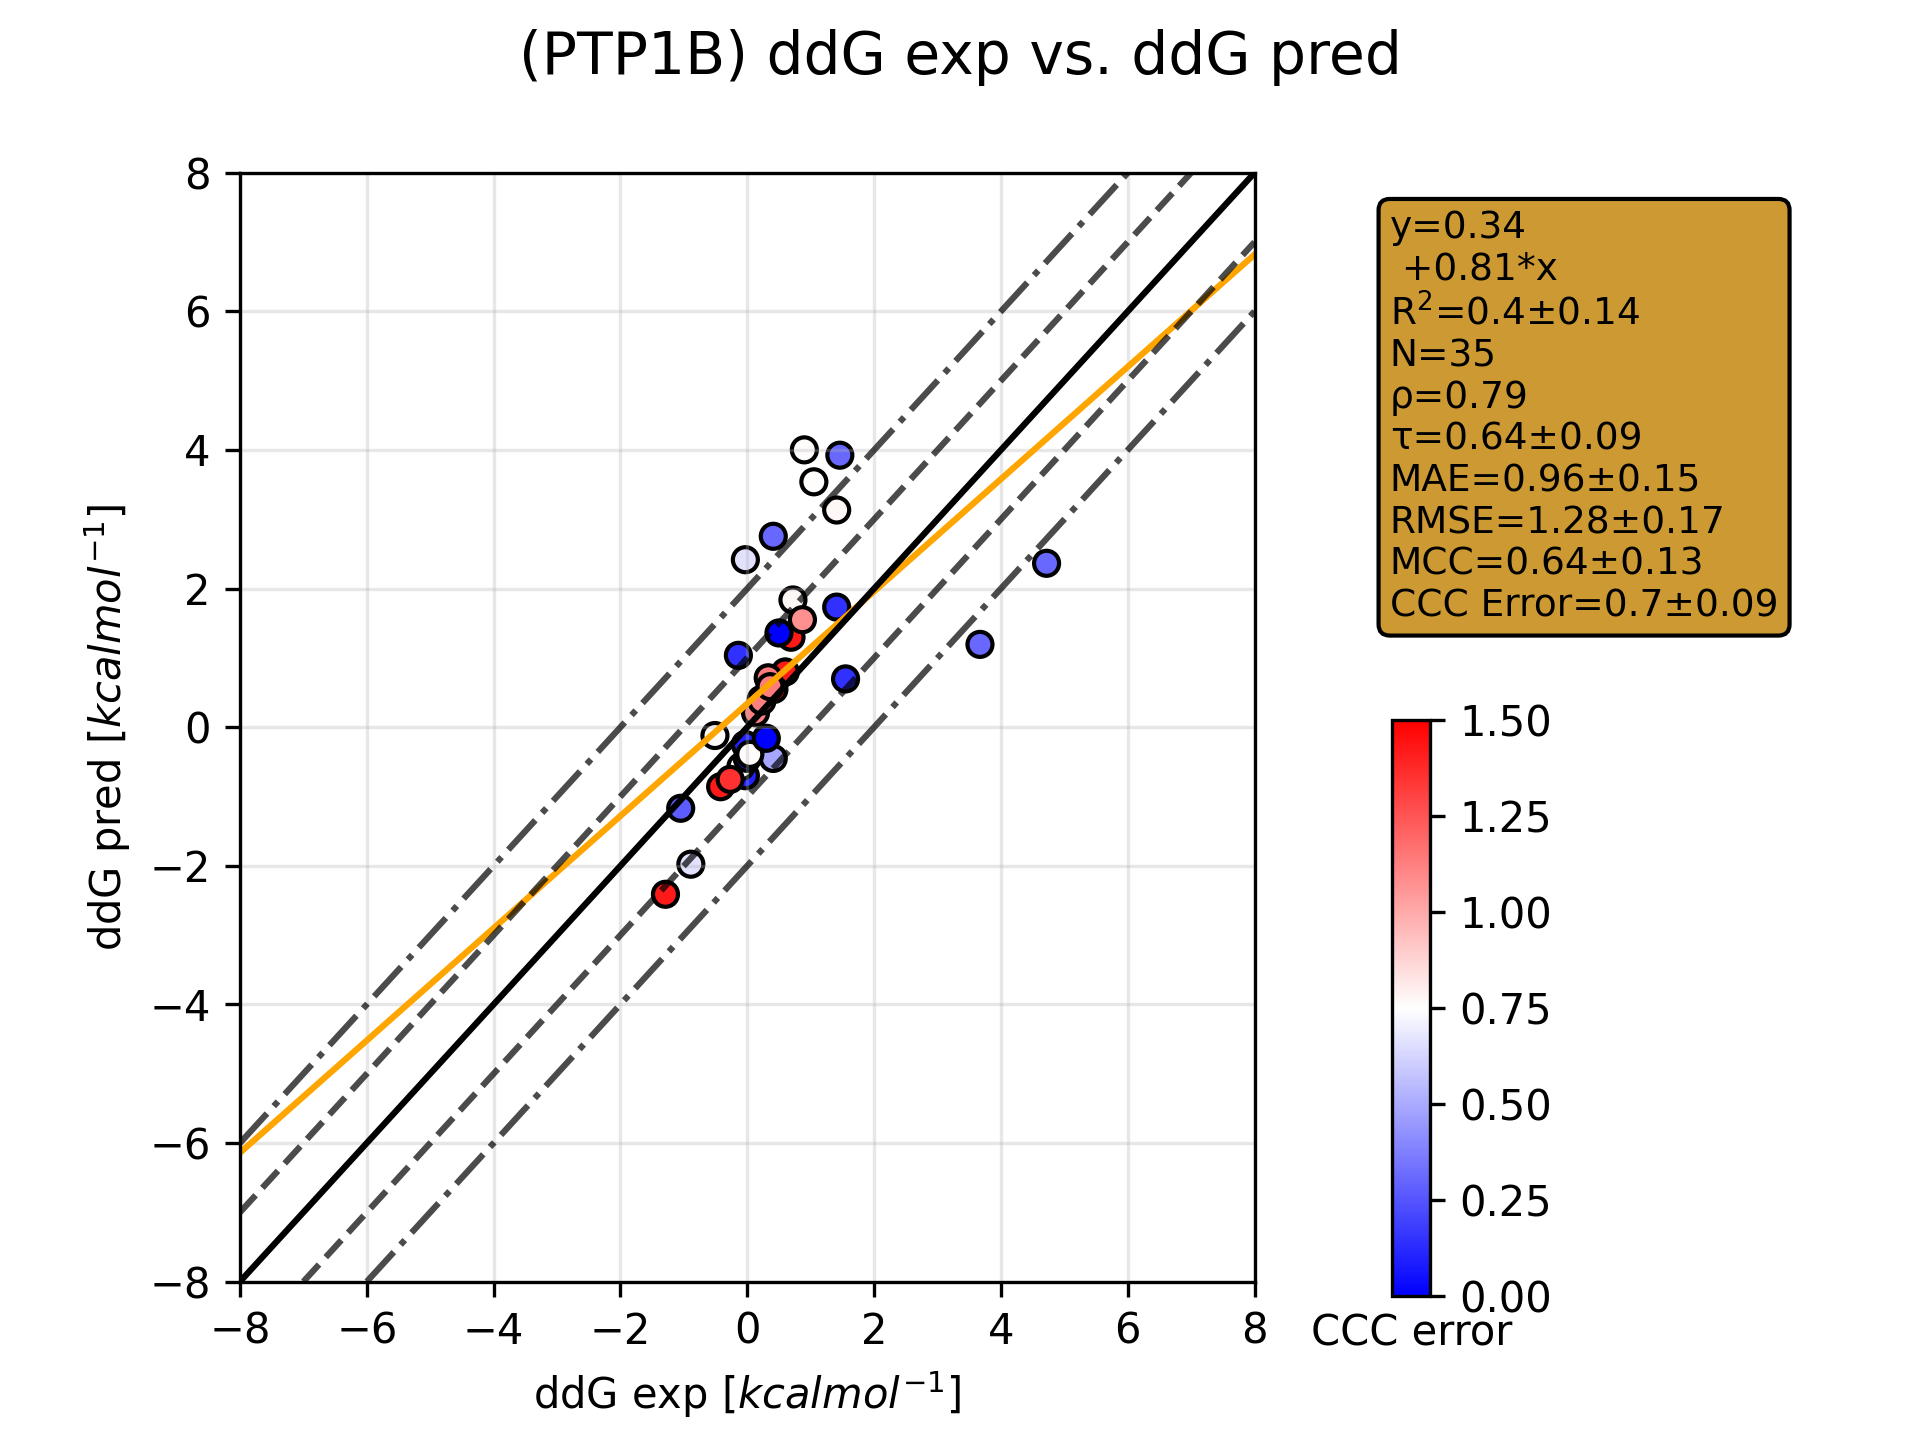 (PTP1B) ddG exp vs. ddG pred
8
6
4
2
0
−2
−4
−6
−8
ddG pred [kcalmol⁻¹]
−8 −6 −4 −2 0 2 4 6 8
ddG exp [kcalmol⁻¹]
y=0.34
+0.81*x
R²=0.4±0.14
N=35
ρ=0.79
τ=0.64±0.09
MAE=0.96±0.15
RMSE=1.28±0.17
MCC=0.64±0.13
CCC Error=0.7±0.09
1.50
1.25
1.00
0.75
0.50
0.25
0.00
CCC error